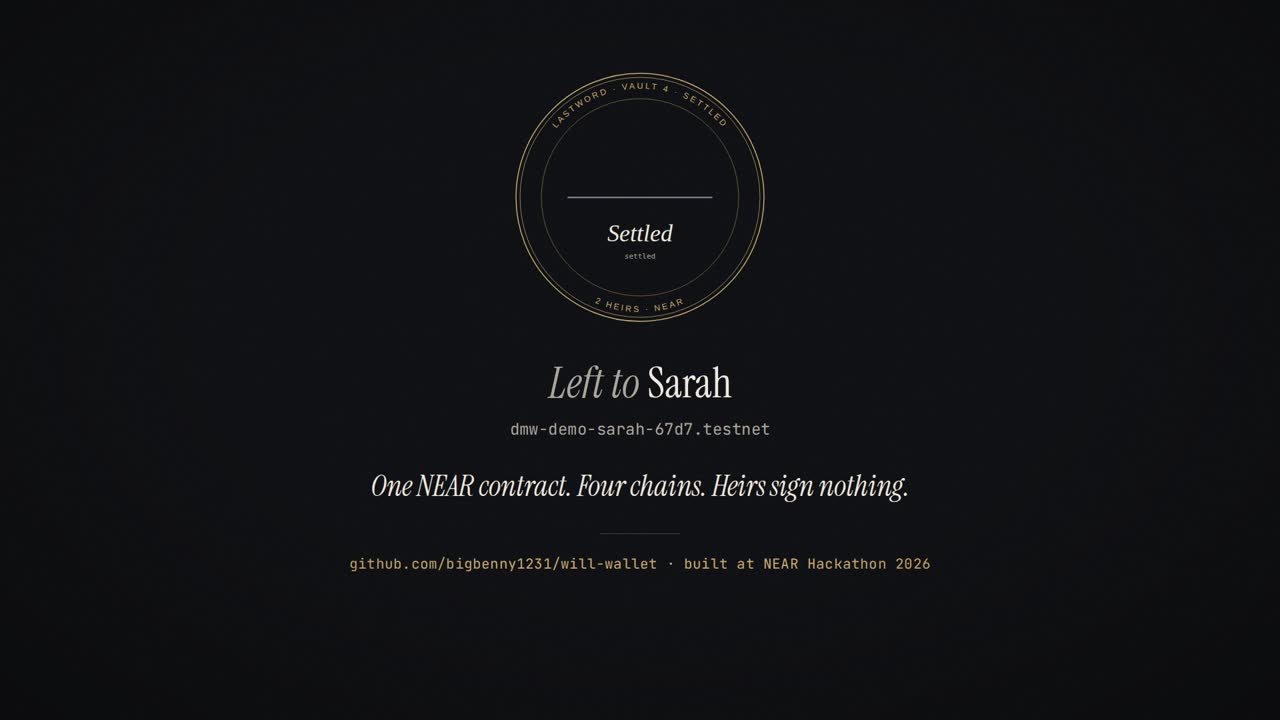 LASTWORD · VAULT 4 · SETTLED
Settled
settled
2 HEIRS · NEAR
Left to Sarah
dmw-demo-sarah-67d7.testnet
One NEAR contract. Four chains. Heirs sign nothing.
github.com/bigbenny1231/will-wallet · built at NEAR Hackathon 2026